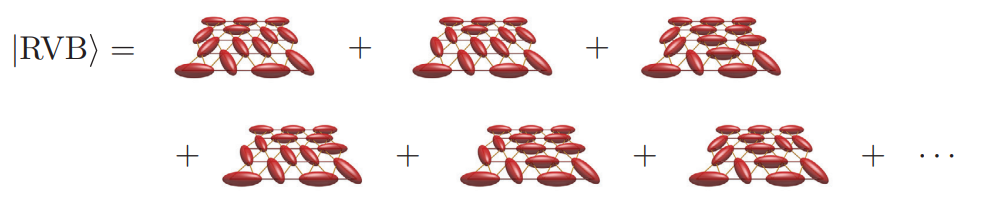 |RVB⟩ = + +
+ + + + ···